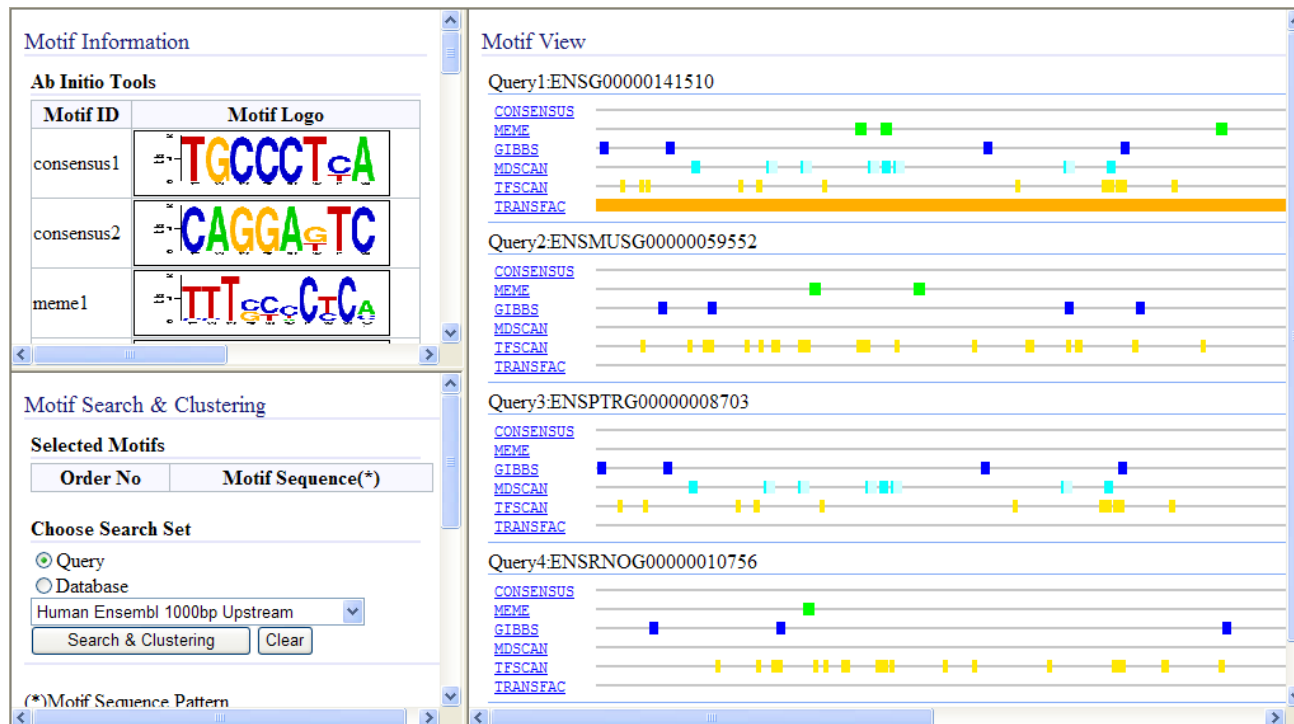 Motif Information
Ab Initio Tools
Motif ID Motif Logo
consensus1 TGCCCTCA
consensus2 CAGGAGTC
meme1 TTTCCCCTCA
Motif Search & Clustering
Selected Motifs
Order No Motif Sequence(*)
Choose Search Set
Query
Database
Human Ensembl 1000bp Upstream
Search & Clustering Clear
(*)Motif Sequence Pattern
Motif View
Query1:ENSG00000141510
CONSENSUS
MEME
GIBBS
MDSCAN
TFSCAN
TRANSFAC
Query2:ENSMUSG00000059552
CONSENSUS
MEME
GIBBS
MDSCAN
TFSCAN
TRANSFAC
Query3:ENSPTRG00000008703
CONSENSUS
MEME
GIBBS
MDSCAN
TFSCAN
TRANSFAC
Query4:ENSRNOG00000010756
CONSENSUS
MEME
GIBBS
MDSCAN
TFSCAN
TRANSFAC